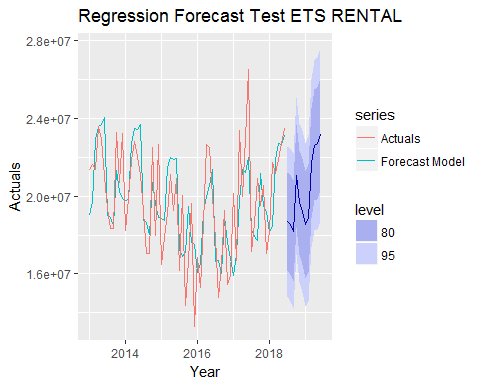 Regression Forecast Test ETS RENTAL
2.8e+07
2.4e+07
2.0e+07
1.6e+07
Actuals
2014
2016
2018
Year
series
Actuals
Forecast Model
level
80
95